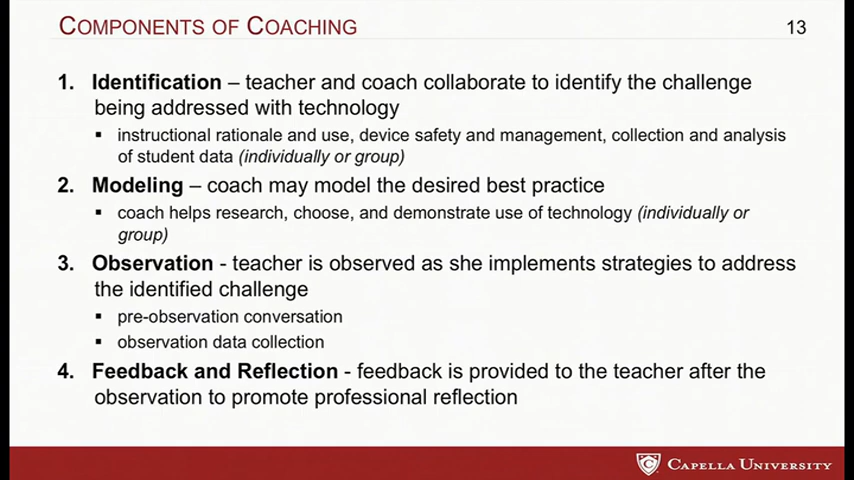 COMPONENTS OF COACHING
13
1. Identification – teacher and coach collaborate to identify the challenge
being addressed with technology
▪ instructional rationale and use, device safety and management, collection and analysis
of student data (individually or group)
2. Modeling – coach may model the desired best practice
▪ coach helps research, choose, and demonstrate use of technology (individually or
group)
3. Observation - teacher is observed as she implements strategies to address
the identified challenge
▪ pre-observation conversation
▪ observation data collection
4. Feedback and Reflection - feedback is provided to the teacher after the
observation to promote professional reflection
CAPELLA UNIVERSITY